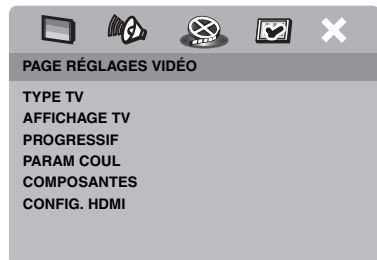 PAGE RÉGLAGES VIDÉO
TYPE TV
AFFICHAGE TV
PROGRESSIF
PARAM COUL
COMPOSANTES
CONFIG. HDMI